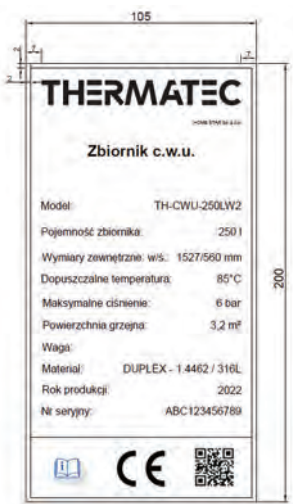 105
7
7
2
2
THERMATEC
Zbiornik c.w.u.
Model: TH-CWU-250LW2
Pojemność zbiornika: 250 l
Wymiary zewnętrzne: w/ś.: 1527/560 mm
Dopuszczalne temperatura: 85°C
Maksymalne ciśnienie: 6 bar
Powierzchnia grzejna: 3,2 m²
Waga:
Materiał: DUPLEX - 1.4462 / 316L
Rok produkcji: 2022
Nr seryjny: ABC123456789
200
CE